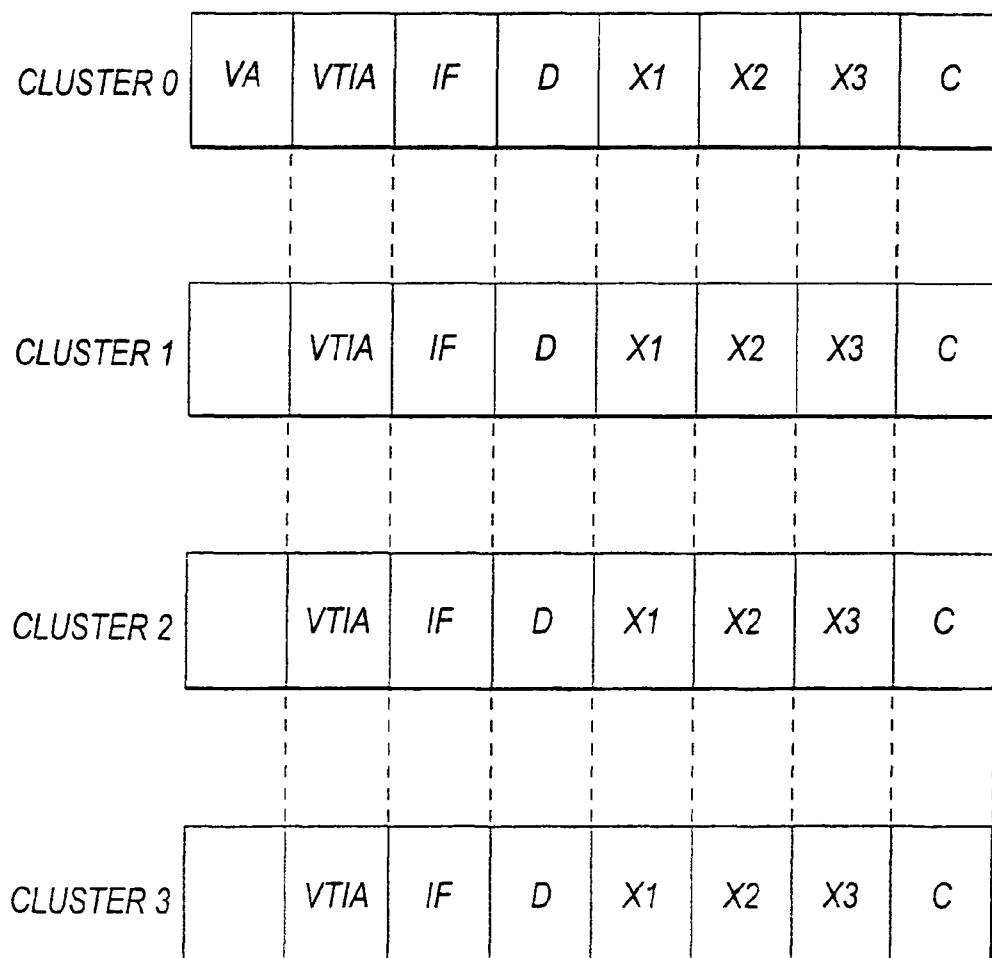 CLUSTER 0 VA VTIA IF D X1 X2 X3 C
CLUSTER 1 VTIA IF D X1 X2 X3 C
CLUSTER 2 VTIA IF D X1 X2 X3 C
CLUSTER 3 VTIA IF D X1 X2 X3 C